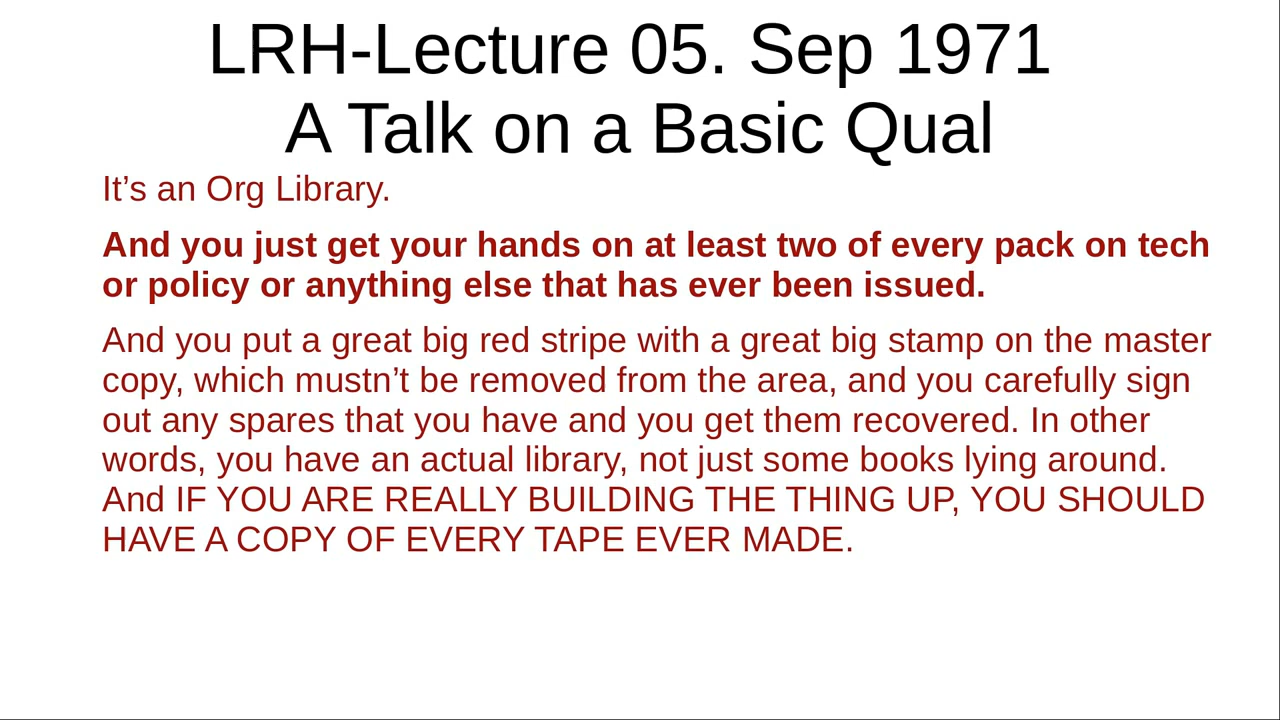 LRH-Lecture 05. Sep 1971
A Talk on a Basic Qual
It’s an Org Library.
And you just get your hands on at least two of every pack on tech
or policy or anything else that has ever been issued.
And you put a great big red stripe with a great big stamp on the master
copy, which mustn’t be removed from the area, and you carefully sign
out any spares that you have and you get them recovered. In other
words, you have an actual library, not just some books lying around.
And IF YOU ARE REALLY BUILDING THE THING UP, YOU SHOULD
HAVE A COPY OF EVERY TAPE EVER MADE.